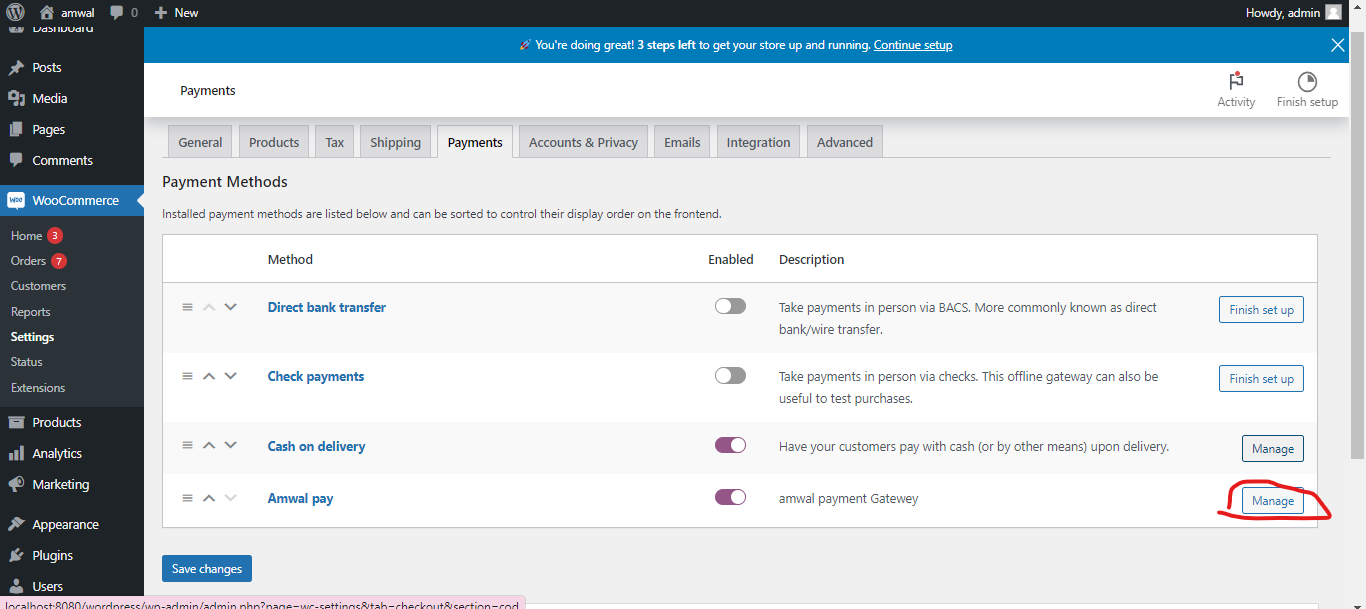 amwal 0 New Howdy, admin
Dashboard
🚀 You're doing great! 3 steps left to get your store up and running. Continue setup
Posts
Media
Pages
Comments
WooCommerce
Home 3
Orders 7
Customers
Reports
Settings
Status
Extensions
Products
Analytics
Marketing
Appearance
Plugins
Users
Payments
Activity
Finish setup
General Products Tax Shipping Payments Accounts & Privacy Emails Integration Advanced
Payment Methods
Installed payment methods are listed below and can be sorted to control their display order on the frontend.
Method Enabled Description
Direct bank transfer Take payments in person via BACS. More commonly known as direct Finish set up
bank/wire transfer.
Check payments Take payments in person via checks. This offline gateway can also be Finish set up
useful to test purchases.
Cash on delivery Have your customers pay with cash (or by other means) upon delivery. Manage
Amwal pay amwal payment Gatewey Manage
Save changes
localhost:8080/wordpress/wp-admin/admin.php?page=wc-settings&tab=checkout&section=cod